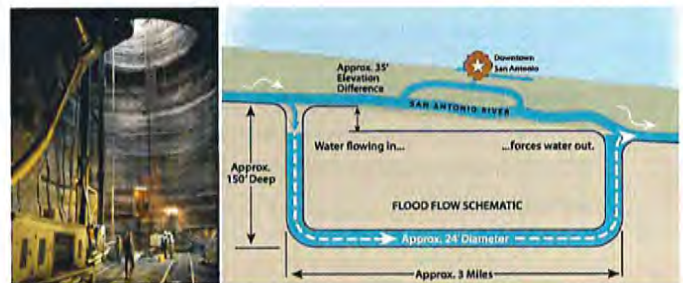 Downtown
San Antonio
Approx. 35'
Elevation
Difference
SAN ANTONIO RIVER
Water flowing in...
...forces water out.
Approx.
150' Deep
FLOOD FLOW SCHEMATIC
Approx. 24' Diameter
Approx. 3 Miles